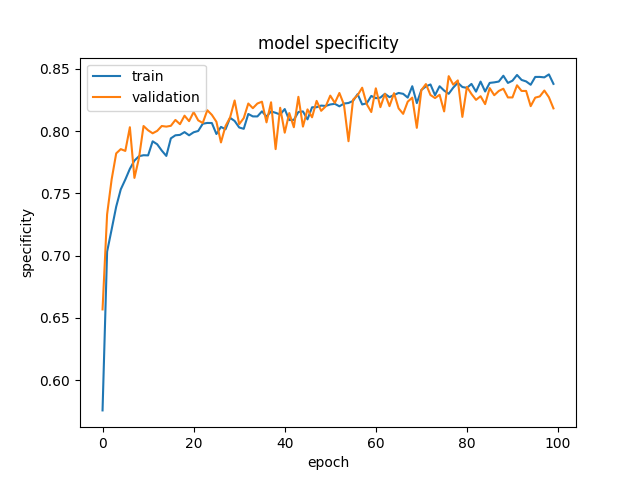 model specificity
train
validation
0.85
0.80
0.75
0.70
0.65
0.60
specificity
0 20 40 60 80 100
epoch